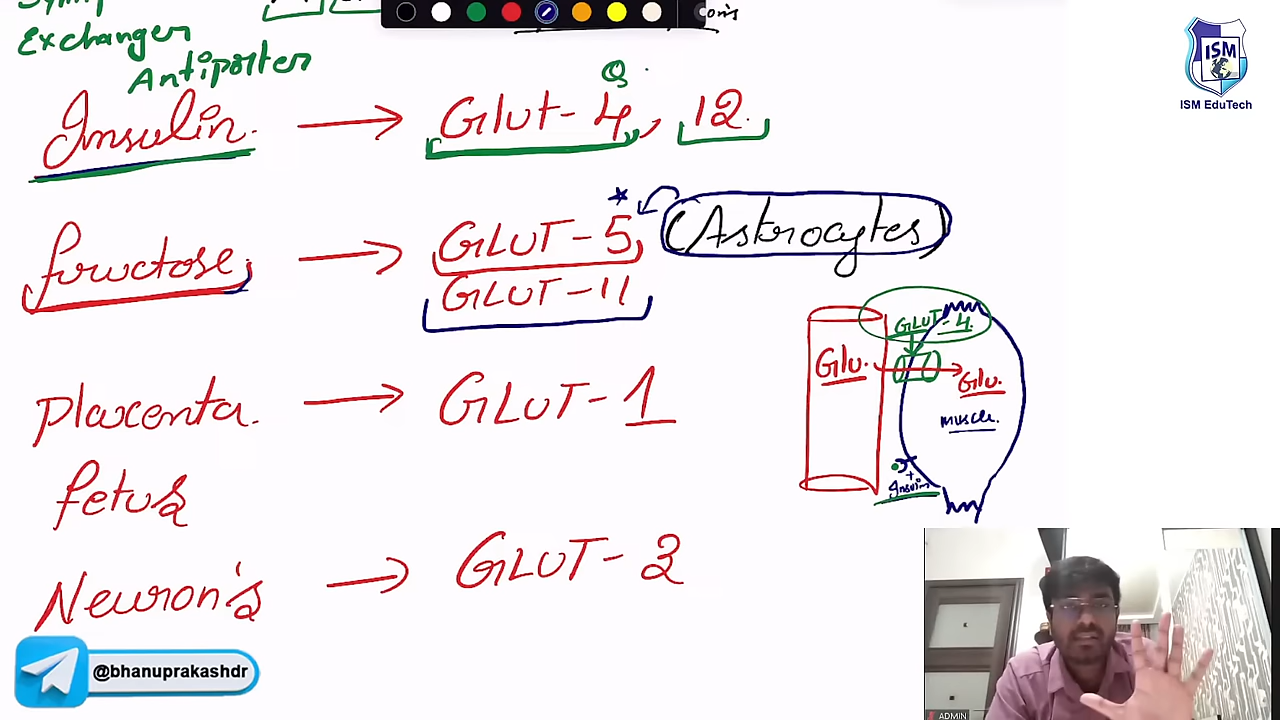 Exchanger
Antiporter
Insulin. → Glut-4, 12.
fructose, → GLUT-5 (Astrocytes)
GLUT-11
placenta. → GLUT-1
fetus
Neuron's → GLUT-3
GLUT-4.
Glu.
Glu.
muscle.
+
Insulin
ISM
ISM EduTech
@bhanuprakashdr
ADMIN